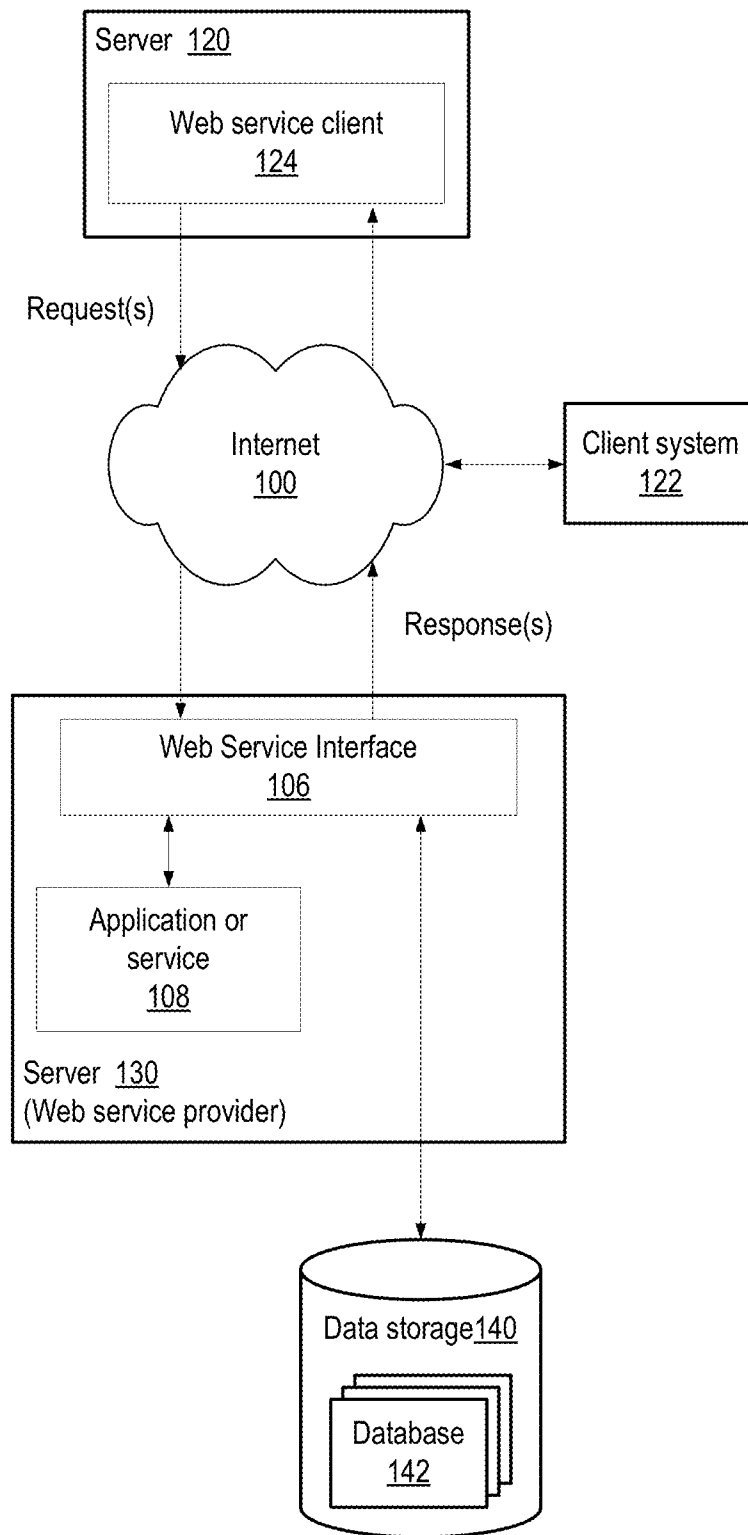 Server 120
Web service client
124
Request(s)
Internet
100
Client system
122
Response(s)
Web Service Interface
106
Application or
service
108
Server 130
(Web service provider)
Data storage140
Database
142